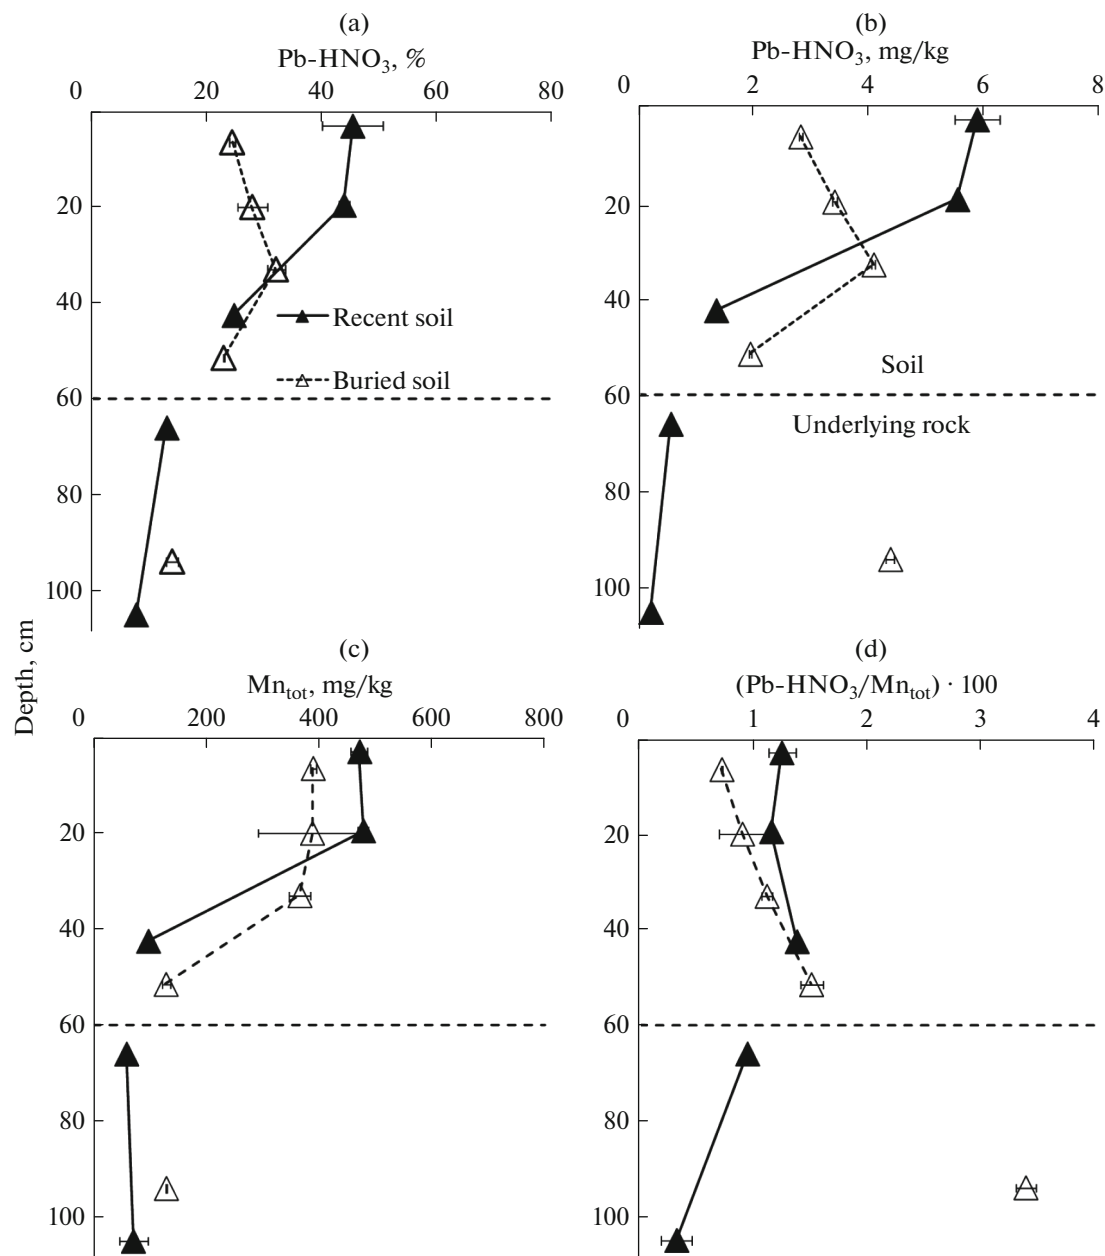 (a)
Pb-HNO₃, %
0 20 40 60 80
20
40
60
80
100
Recent soil
Buried soil
(b)
Pb-HNO₃, mg/kg
0 2 4 6 8
20
40
60
80
100
Soil
Underlying rock
Depth, cm
(c)
Mnₜₒₜ, mg/kg
0 200 400 600 800
20
40
60
80
100
(d)
(Pb-HNO₃/Mnₜₒₜ) · 100
0 1 2 3 4
20
40
60
80
100